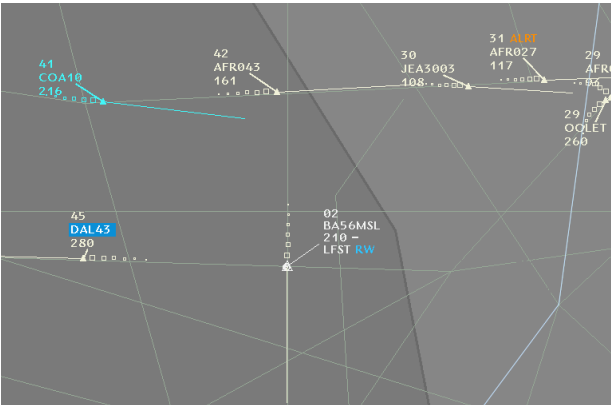 41
COA10
216
42
AFR043
161
30
JEA3003
108
31 ALRT
AFR027
117
29
AFR0
29
OOLET
260
45
DAL43
280
02
BA56MSL
210 –
LFST RW